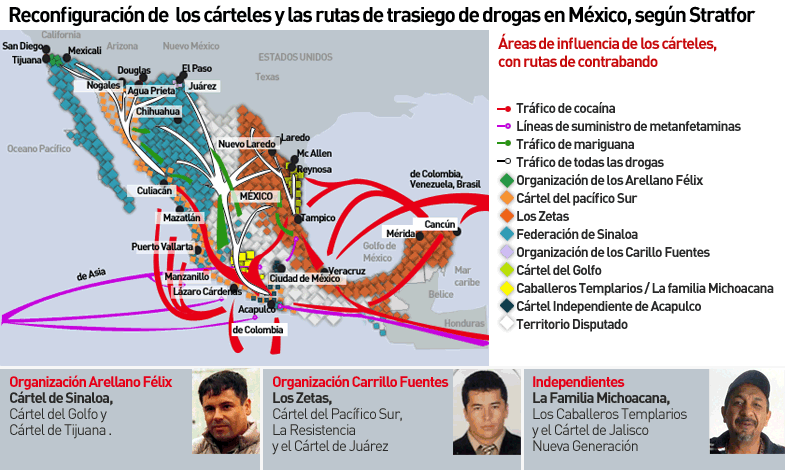 Reconfiguración de los cárteles y las rutas de trasiego de drogas en México, según Stratfor
California
Arizona
Nuevo México
San Diego
Mexicali
Tijuana
ESTADOS UNIDOS
Douglas
El Paso
Texas
Nogales
Agua Prieta
Juárez
Chihuahua
Océano Pacífico
Nuevo Laredo
Laredo
Mc Allen
Reynosa
de Colombia,
Venezuela, Brasil
Culiacán
MÉXICO
Mazatlán
Tampico
Cancún
Mérida
Puerto Vallarta
Golfo de
México
de Asia
Manzanillo
Ciudad de México
Veracruz
Mar
caribe
Lázaro Cárdenas
Belice
Acapulco
Honduras
de Colombia
Áreas de influencia de los cárteles,
con rutas de contrabando
Tráfico de cocaína
Líneas de suministro de metanfetaminas
Tráfico de mariguana
Tráfico de todas las drogas
Organización de los Arellano Félix
Cártel del pacífico Sur
Los Zetas
Federación de Sinaloa
Organización de los Carillo Fuentes
Cártel del Golfo
Caballeros Templarios / La familia Michoacana
Cártel Independiente de Acapulco
Territorio Disputado
Organización Arellano Félix
Cártel de Sinaloa,
Cártel del Golfo y
Cártel de Tijuana .
Organización Carrillo Fuentes
Los Zetas,
Cártel del Pacífico Sur,
La Resistencia
y el Cártel de Juárez
Independientes
La Familia Michoacana,
Los Caballeros Templarios
y el Cártel de Jalisco
Nueva Generación